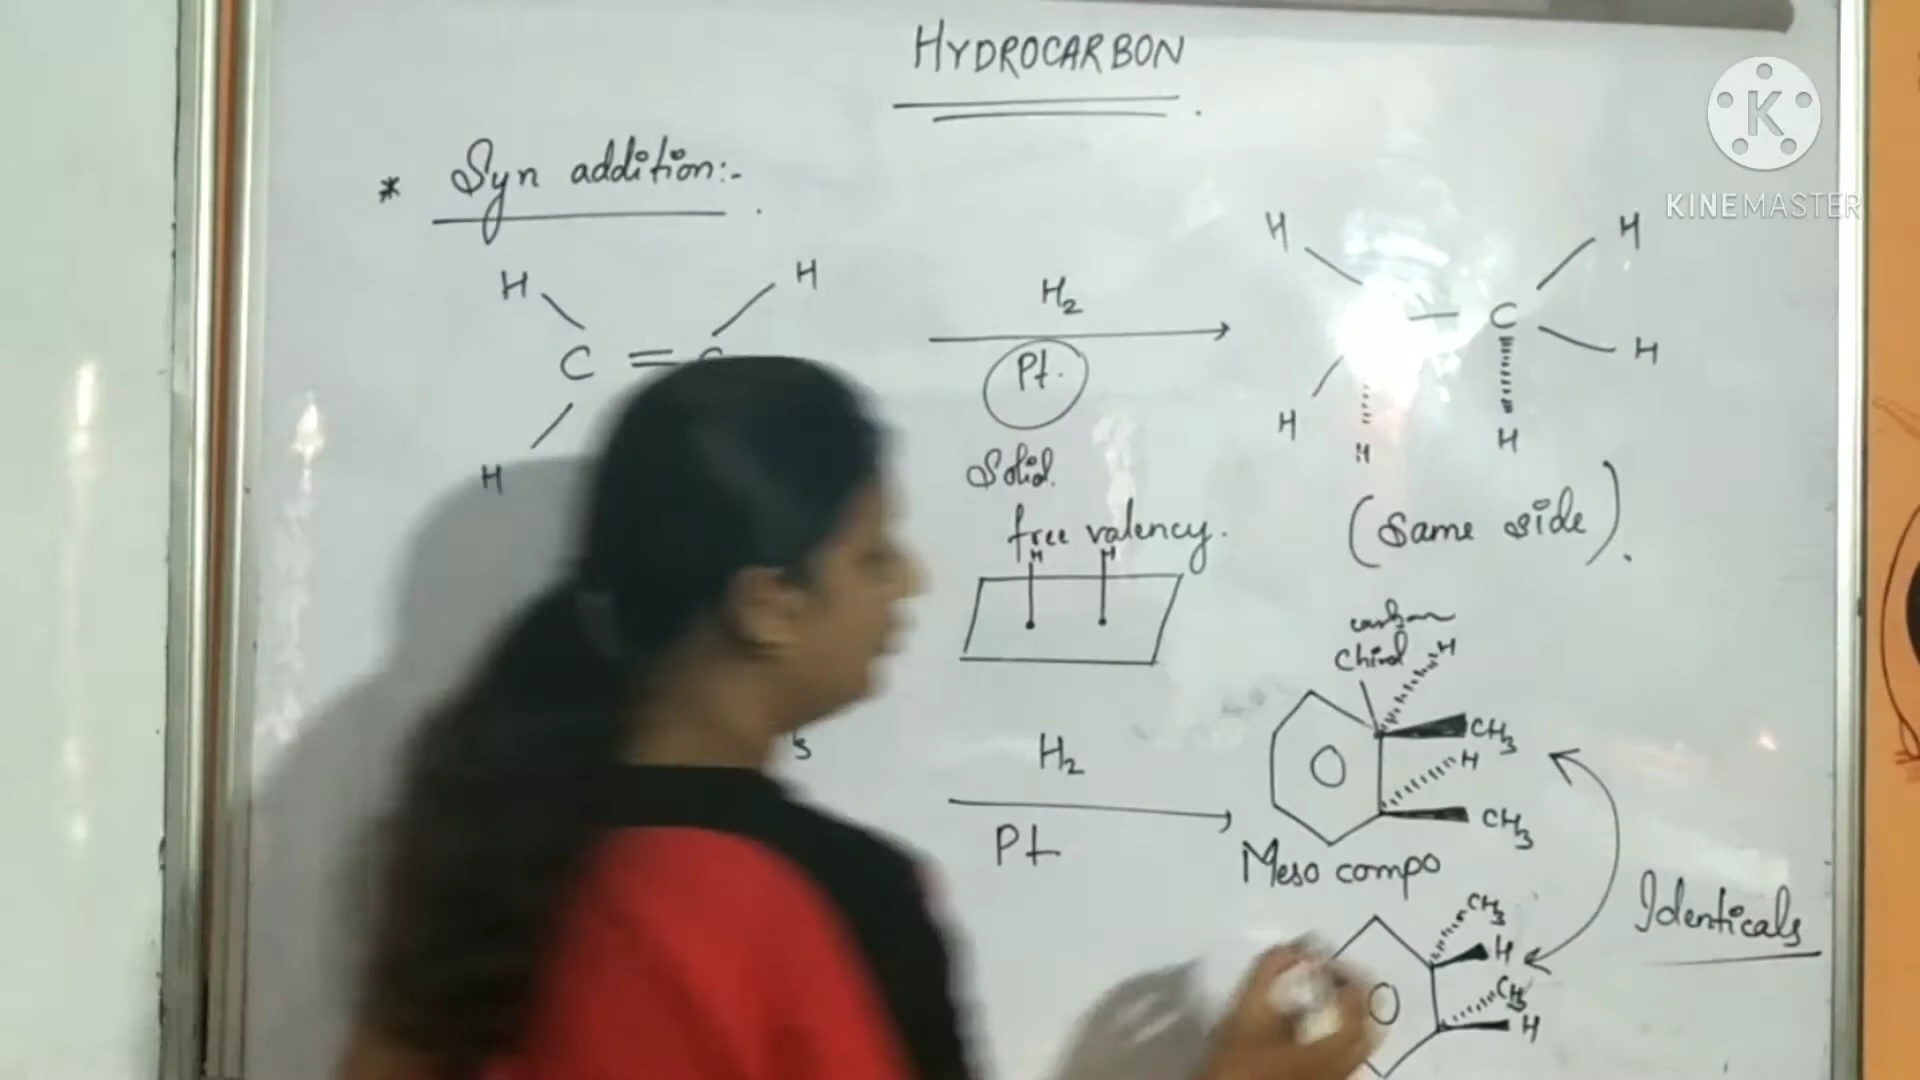 HYDROCARBON
* Syn addition:-
H H
C = C
H
H2
Pt.
Solid.
free valency.
H H
H H
C H
H H H
(Same side).
carbon
chiral H
CH3
H
CH3
Meso compo
H2
Pt
Identicals
CH3
H
CH3
H
KINEMASTER